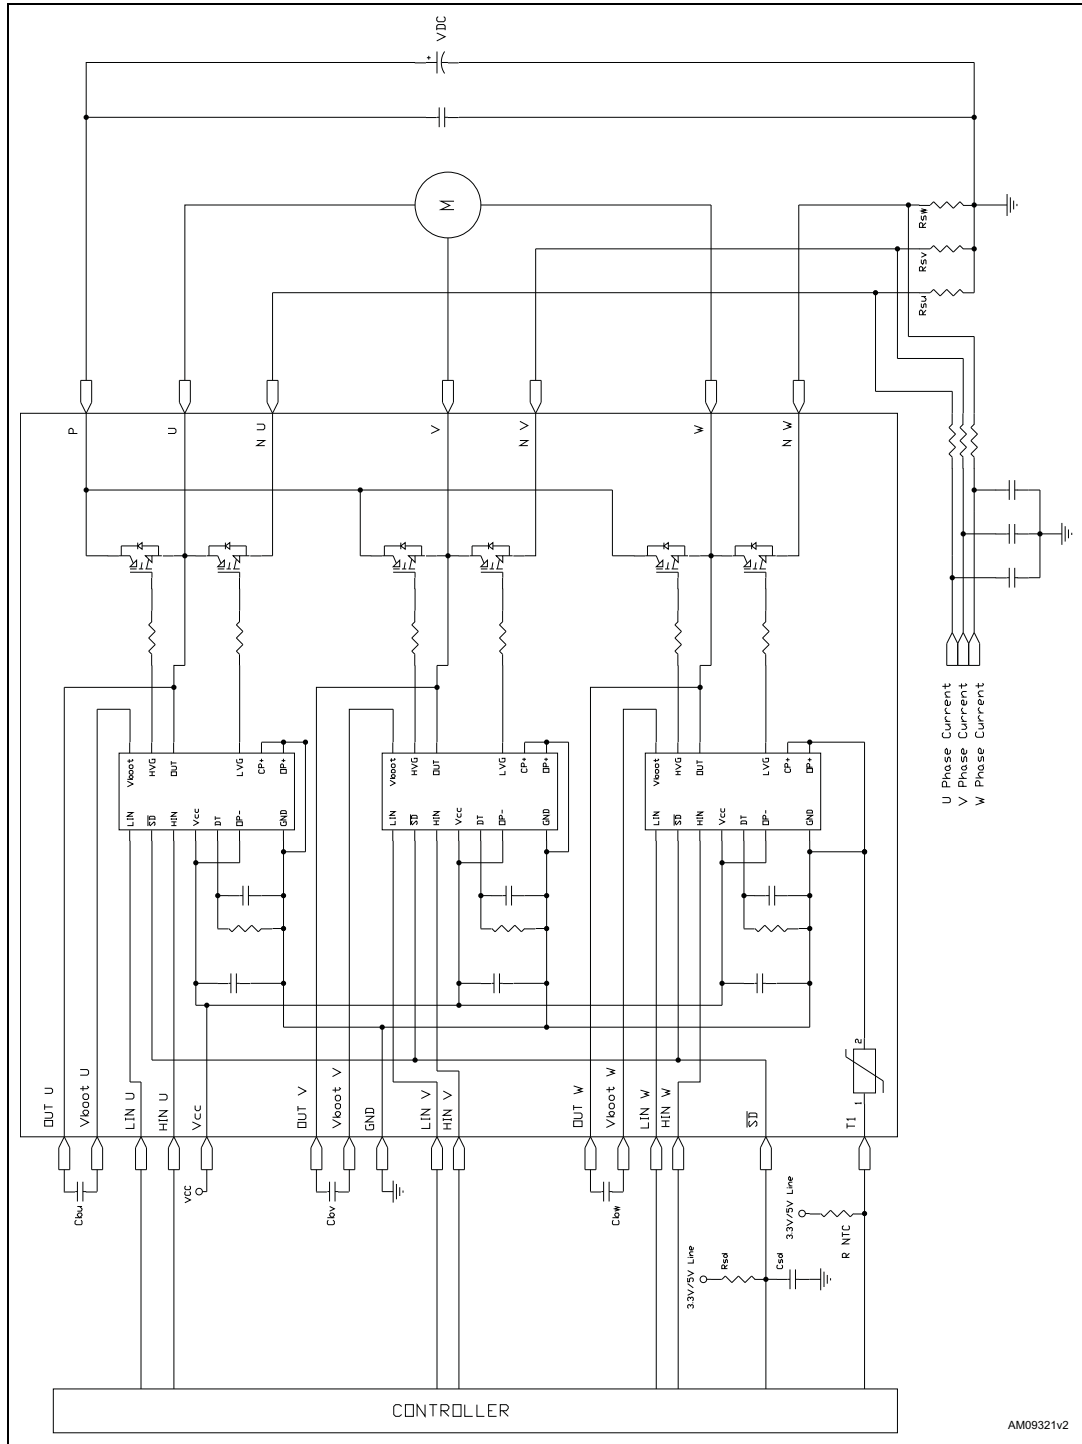 VDC
+
M
Rsw
Rsv
Rsu
P
U
N U
V
N V
W
N W
U Phase Current
V Phase Current
W Phase Current
Vboot
HVG
OUT
LVG
CP+
OP+
LIN
SD
HIN
Vcc
DT
OP-
GND
Vboot
HVG
OUT
LVG
CP+
OP+
LIN
SD
HIN
Vcc
DT
OP-
GND
Vboot
HVG
OUT
LVG
CP+
OP+
LIN
SD
HIN
Vcc
DT
OP-
GND
2
1
OUT U
Vboot U
LIN U
HIN U
Vcc
OUT V
Vboot V
GND
LIN V
HIN V
OUT W
Vboot W
LIN W
HIN W
SD
T1
Cbu
VCC
Cbv
Cbw
3.3V/5V Line
R NTC
3.3V/5V Line
Rsd
Csd
CONTROLLER
AM09321v2